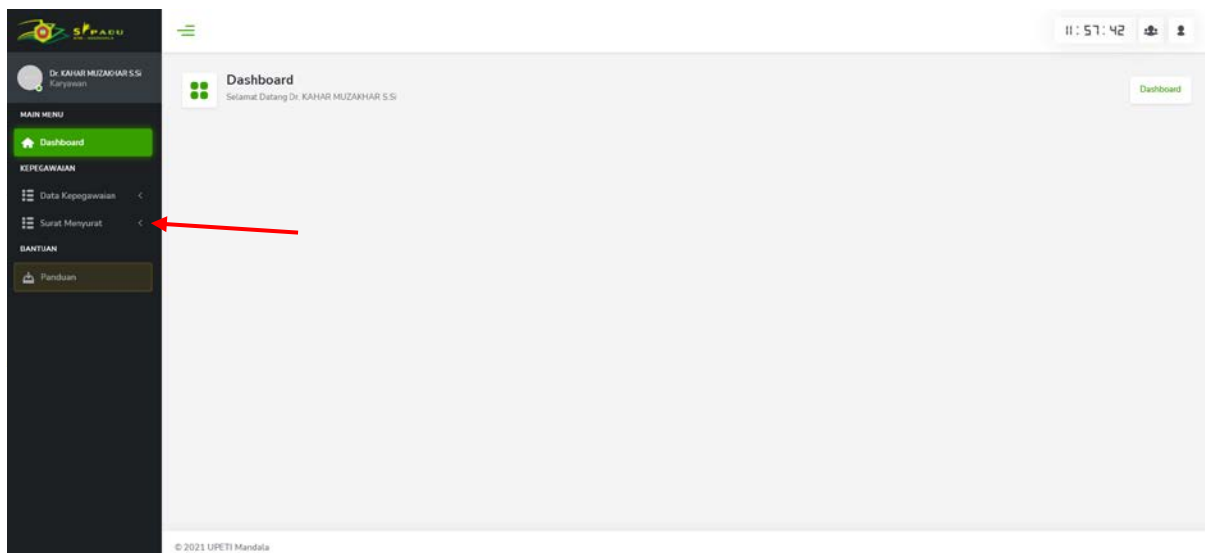 SIPADU
11:57:42
Dr. KAHAR MUZAKHAR S.Si
Karyawan
Dashboard
Selamat Datang Dr. KAHAR MUZAKHAR S.Si
Dashboard
MAIN MENU
Dashboard
KEPEGAWAIAN
Data Kepegawaian
Surat Menyurat
BANTUAN
Panduan
© 2021 UPETI Mandala